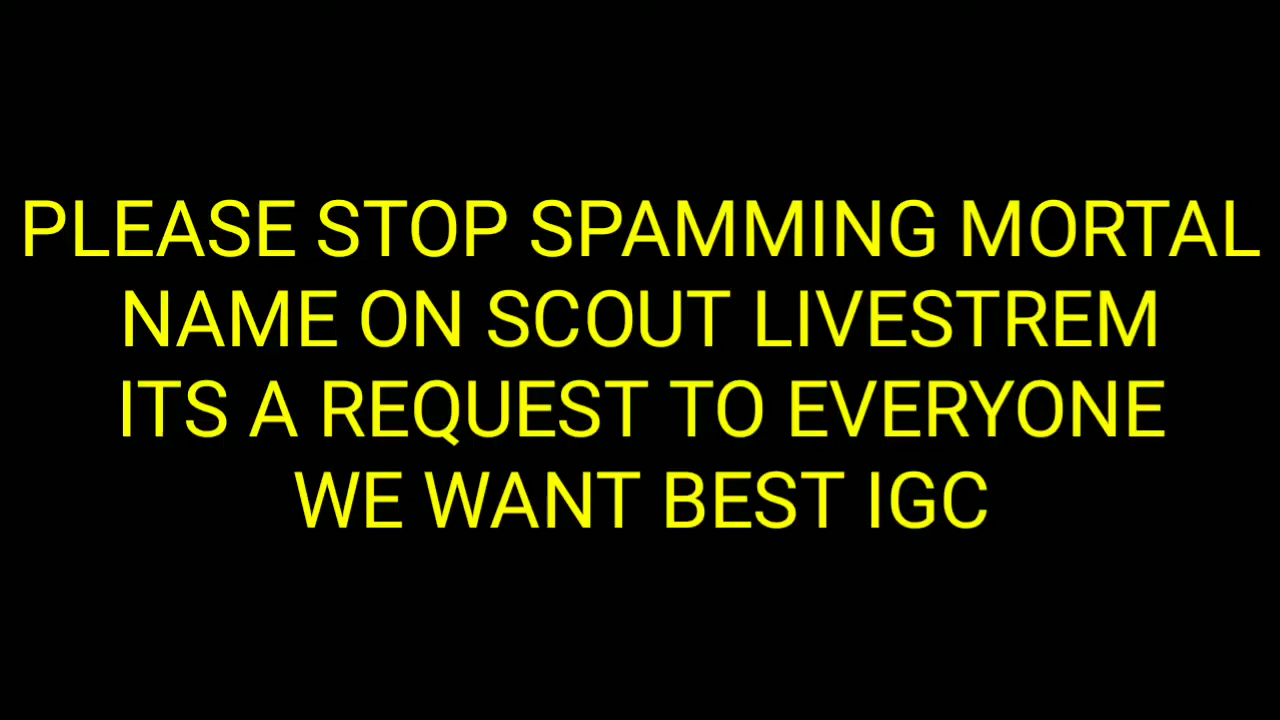 PLEASE STOP SPAMMING MORTAL
NAME ON SCOUT LIVESTREM
ITS A REQUEST TO EVERYONE
WE WANT BEST IGC